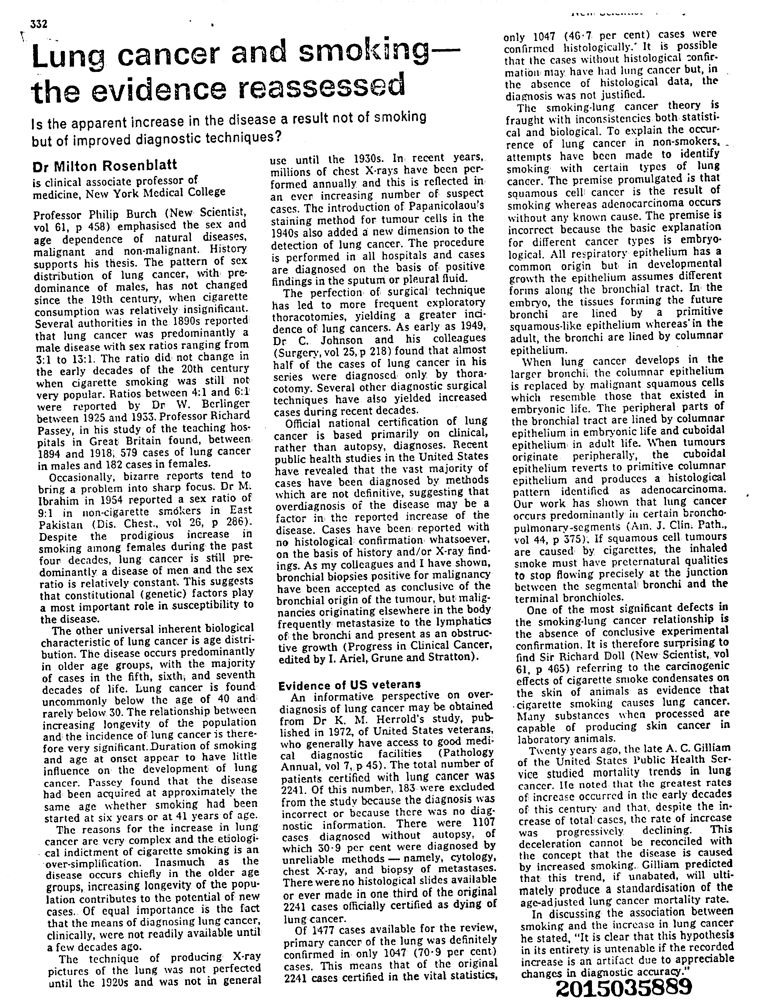 332
Lung cancer and smoking—
the evidence reassessed
Is the apparent increase in the disease a result not of smoking
but of improved diagnostic techniques?
Dr Milton Rosenblatt
is clinical associate professor of
medicine, New York Medical College
Professor Philip Burch (New Scientist,
vol 61, p 458) emphasised the sex and
age dependence of natural diseases,
malignant and non-malignant. History
supports his thesis. The pattern of sex
distribution of lung cancer, with pre-
dominance of males, has not changed
since the 19th century, when cigarette
consumption was relatively insignificant.
Several authorities in the 1890s reported
that lung cancer was predominantly a
male disease with sex ratios ranging from
3:1 to 13:1. The ratio did not change in
the early decades of the 20th century
when cigarette smoking was still not
very popular. Ratios between 4:1 and 6:1
were reported by Dr W. Berlinger
between 1925 and 1933. Professor Richard
Passey, in his study of the teaching hos-
pitals in Great Britain found, between
1894 and 1918, 579 cases of lung cancer
in males and 182 cases in females.
Occasionally, bizarre reports tend to
bring a problem into sharp focus. Dr M.
Ibrahim in 1954 reported a sex ratio of
9:1 in non-cigarette smokers in East
Pakistan (Dis. Chest., vol 26, p 286).
Despite the prodigious increase in
smoking among females during the past
four decades, lung cancer is still pre-
dominantly a disease of men and the sex
ratio is relatively constant. This suggests
that constitutional (genetic) factors play
a most important role in susceptibility to
the disease.
The other universal inherent biological
characteristic of lung cancer is age distri-
bution. The disease occurs predominantly
in older age groups, with the majority
of cases in the fifth, sixth, and seventh
decades of life. Lung cancer is found
uncommonly below the age of 40 and
rarely below 30. The relationship between
increasing longevity of the population
and the incidence of lung cancer is there-
fore very significant. Duration of smoking
and age at onset appear to have little
influence on the development of lung
cancer. Passey found that the disease
had been acquired at approximately the
same age whether smoking had been
started at six years or at 41 years of age.
The reasons for the increase in lung
cancer are very complex and the etiologi-
cal indictment of cigarette smoking is an
over-simplification. Inasmuch as the
disease occurs chiefly in the older age
groups, increasing longevity of the popu-
lation contributes to the potential of new
cases. Of equal importance is the fact
that the means of diagnosing lung cancer,
clinically, were not readily available until
a few decades ago.
The technique of producing X-ray
pictures of the lung was not perfected
until the 1920s and was not in general
use until the 1930s. In recent years,
millions of chest X-rays have been per-
formed annually and this is reflected in
an ever increasing number of suspect
cases. The introduction of Papanicolaou's
staining method for tumour cells in the
1940s also added a new dimension to the
detection of lung cancer. The procedure
is performed in all hospitals and cases
are diagnosed on the basis of positive
findings in the sputum or pleural fluid.
The perfection of surgical technique
has led to more frequent exploratory
thoracotomies, yielding a greater inci-
dence of lung cancers. As early as 1949,
Dr C. Johnson and his colleagues
(Surgery, vol 25, p 218) found that almost
half of the cases of lung cancer in his
series were diagnosed only by thora-
cotomy. Several other diagnostic surgical
techniques have also yielded increased
cases during recent decades.
Official national certification of lung
cancer is based primarily on clinical,
rather than autopsy, diagnoses. Recent
public health studies in the United States
have revealed that the vast majority of
cases have been diagnosed by methods
which are not definitive, suggesting that
overdiagnosis of the disease may be a
factor in the reported increase of the
disease. Cases have been reported with
no histological confirmation whatsoever,
on the basis of history and/or X-ray find-
ings. As my colleagues and I have shown,
bronchial biopsies positive for malignancy
have been accepted as conclusive of the
bronchial origin of the tumour, but malig-
nancies originating elsewhere in the body
frequently metastasize to the lymphatics
of the bronchi and present as an obstruc-
tive growth (Progress in Clinical Cancer,
edited by I. Ariel, Grune and Stratton).
Evidence of US veterans
An informative perspective on over-
diagnosis of lung cancer may be obtained
from Dr K. M. Herrold's study, pub-
lished in 1972, of United States veterans,
who generally have access to good medi-
cal diagnostic facilities (Pathology
Annual, vol 7, p 45). The total number of
patients certified with lung cancer was
2241. Of this number, 183 were excluded
from the study because the diagnosis was
incorrect or because there was no diag-
nostic information. There were 1107
cases diagnosed without autopsy, of
which 30·9 per cent were diagnosed by
unreliable methods — namely, cytology,
chest X-ray, and biopsy of metastases.
There were no histological slides available
or ever made in one third of the original
2241 cases officially certified as dying of
lung cancer.
Of 1477 cases available for the review,
primary cancer of the lung was definitely
confirmed in only 1047 (70·9 per cent)
cases. This means that of the original
2241 cases certified in the vital statistics,
only 1047 (46·7 per cent) cases were
confirmed histologically. It is possible
that the cases without histological confir-
mation may have had lung cancer but, in
the absence of histological data, the
diagnosis was not justified.
The smoking-lung cancer theory is
fraught with inconsistencies both statisti-
cal and biological. To explain the occur-
rence of lung cancer in non-smokers,
attempts have been made to identify
smoking with certain types of lung
cancer. The premise promulgated is that
squamous cell cancer is the result of
smoking whereas adenocarcinoma occurs
without any known cause. The premise is
incorrect because the basic explanation
for different cancer types is embryo-
logical. All respiratory epithelium has a
common origin but in developmental
growth the epithelium assumes different
forms along the bronchial tract. In the
embryo, the tissues forming the future
bronchi are lined by a primitive
squamous-like epithelium whereas in the
adult, the bronchi are lined by columnar
epithelium.
When lung cancer develops in the
larger bronchi, the columnar epithelium
is replaced by malignant squamous cells
which resemble those that existed in
embryonic life. The peripheral parts of
the bronchial tract are lined by columnar
epithelium in embryonic life and cuboidal
epithelium in adult life. When tumours
originate peripherally, the cuboidal
epithelium reverts to primitive columnar
epithelium and produces a histological
pattern identified as adenocarcinoma.
Our work has shown that lung cancer
occurs predominantly in certain broncho-
pulmonary-segments (Am. J. Clin. Path.,
vol 44, p 375). If squamous cell tumours
are caused by cigarettes, the inhaled
smoke must have preternatural qualities
to stop flowing precisely at the junction
between the segmental bronchi and the
terminal bronchioles.
One of the most significant defects in
the smoking-lung cancer relationship is
the absence of conclusive experimental
confirmation. It is therefore surprising to
find Sir Richard Doll (New Scientist, vol
61, p 465) referring to the carcinogenic
effects of cigarette smoke condensates on
the skin of animals as evidence that
cigarette smoking causes lung cancer.
Many substances when processed are
capable of producing skin cancer in
laboratory animals.
Twenty years ago, the late A. C. Gilliam
of the United States Public Health Ser-
vice studied mortality trends in lung
cancer. He noted that the greatest rates
of increase occurred in the early decades
of this century and that, despite the in-
crease of total cases, the rate of increase
was progressively declining. This
deceleration cannot be reconciled with
the concept that the disease is caused
by increased smoking. Gilliam predicted
that this trend, if unabated, will ulti-
mately produce a standardisation of the
age-adjusted lung cancer mortality rate.
In discussing the association between
smoking and the increase in lung cancer
he stated, "It is clear that this hypothesis
in its entirety is untenable if the recorded
increase is an artifact due to appreciable
changes in diagnostic accuracy."
2015035889